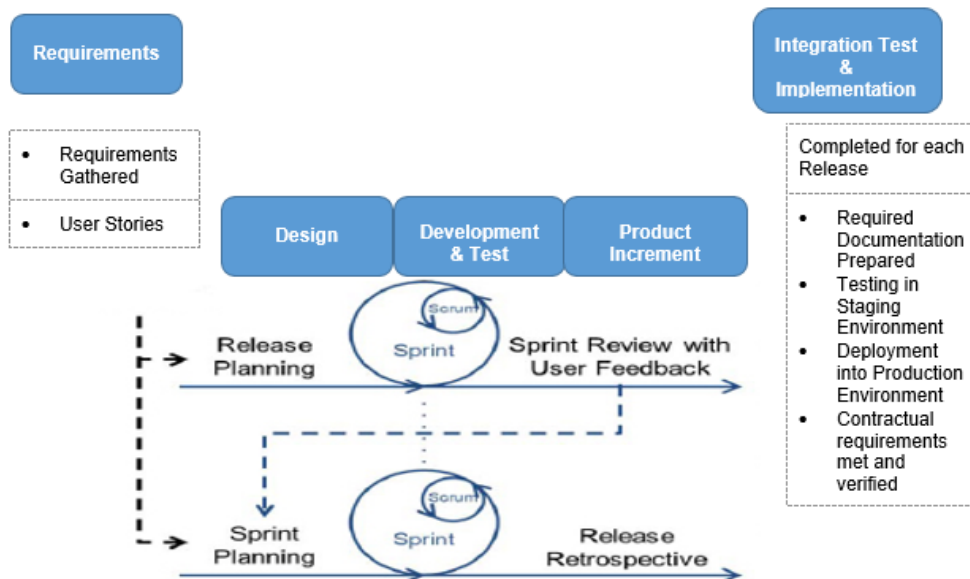 Requirements
Integration Test
&
Implementation
• Requirements
Gathered
• User Stories
Completed for each
Release
• Required
Documentation
Prepared
• Testing in
Staging
Environment
• Deployment
into Production
Environment
• Contractual
requirements
met and
verified
Design
Development
& Test
Product
Increment
Release
Planning
Scrum
Sprint
Sprint Review with
User Feedback
Sprint
Planning
Scrum
Sprint
Release
Retrospective